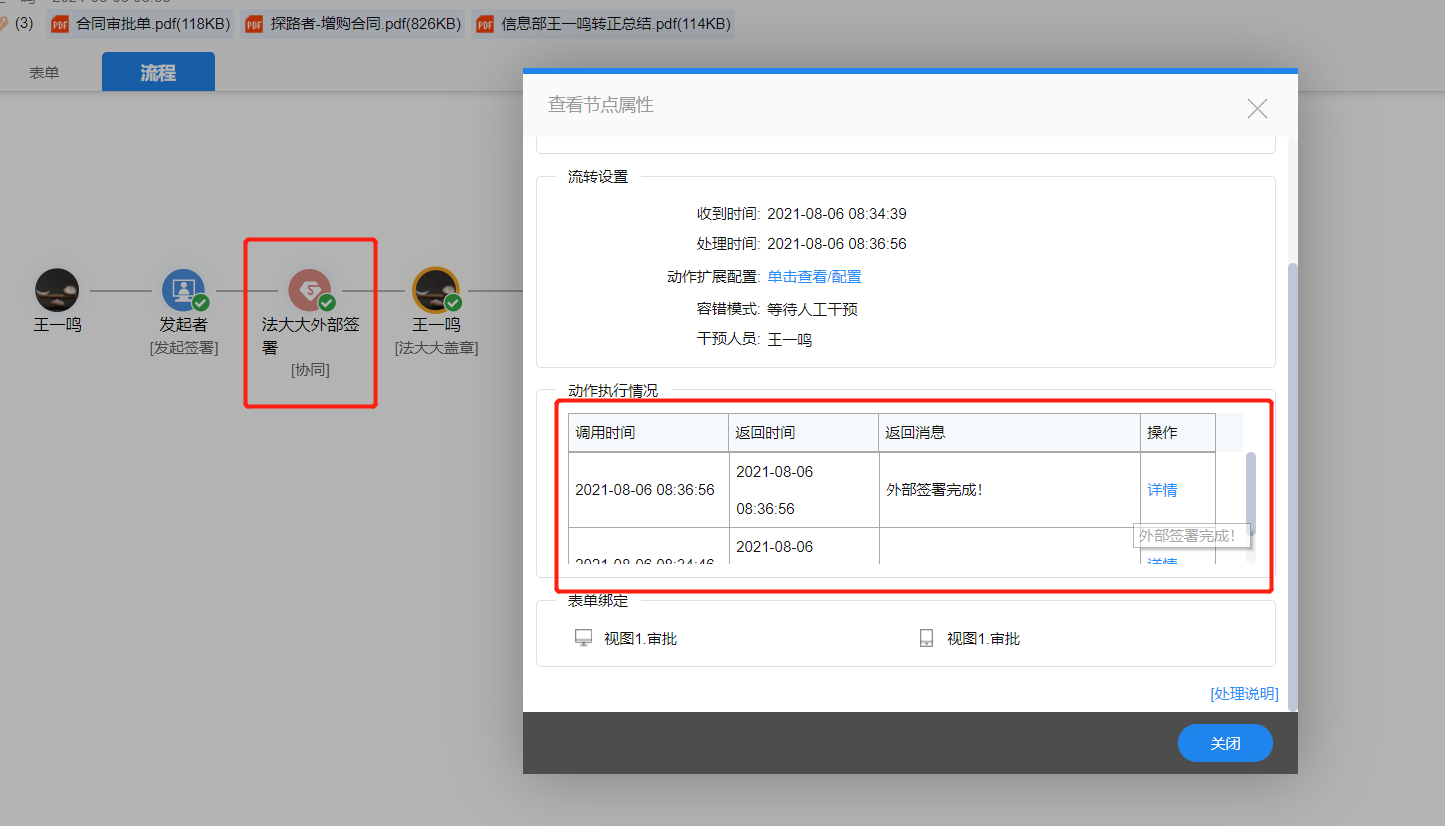 (3) 合同审批单.pdf(118KB) 探路者-增购合同.pdf(826KB) 信息部王一鸣转正总结.pdf(114KB)
表单 流程
王一鸣
发起者
[发起签署]
法大大外部签
署
[协同]
王一鸣
[法大大盖章]
查看节点属性
流转设置
收到时间: 2021-08-06 08:34:39
处理时间: 2021-08-06 08:36:56
动作扩展配置: 单击查看/配置
容错模式: 等待人工干预
干预人员: 王一鸣
动作执行情况
调用时间 返回时间 返回消息 操作
2021-08-06 08:36:56 2021-08-06 08:36:56 外部签署完成! 详情
外部签署完成!
2021-08-06 08:34:46 2021-08-06 详情
表单绑定
视图1.审批 视图1.审批
[处理说明]
关闭